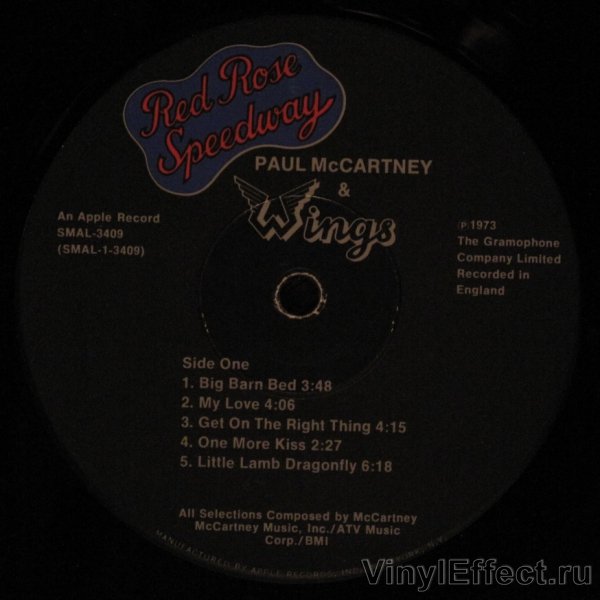 Red Rose
Speedway
PAUL McCARTNEY
&
Wings
An Apple Record
SMAL-3409
(SMAL-1-3409)
(P)1973
The Gramophone
Company Limited
Recorded in
England
Side One
1. Big Barn Bed 3:48
2. My Love 4:06
3. Get On The Right Thing 4:15
4. One More Kiss 2:27
5. Little Lamb Dragonfly 6:18
All Selections Composed by McCartney
McCartney Music, Inc./ATV Music
Corp./BMI
MANUFACTURED BY APPLE RECORDS, INC. YORK, N.Y.
VinylEffect.ru